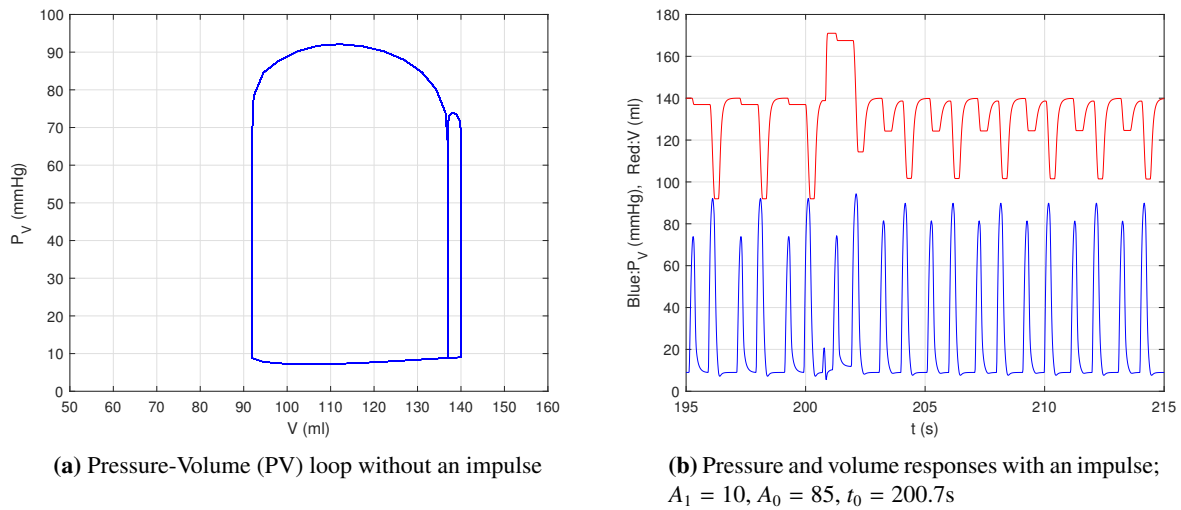 100
90
80
70
60
50
40
30
20
10
0
P_V (mmHg)
50 60 70 80 90 100 110 120 130 140 150 160
V (ml)
(a) Pressure-Volume (PV) loop without an impulse
180
160
140
120
100
80
60
40
20
0
Blue:P_V (mmHg), Red:V (ml)
195 200 205 210 215
t (s)
(b) Pressure and volume responses with an impulse;
A_1 = 10, A_0 = 85, t_0 = 200.7s